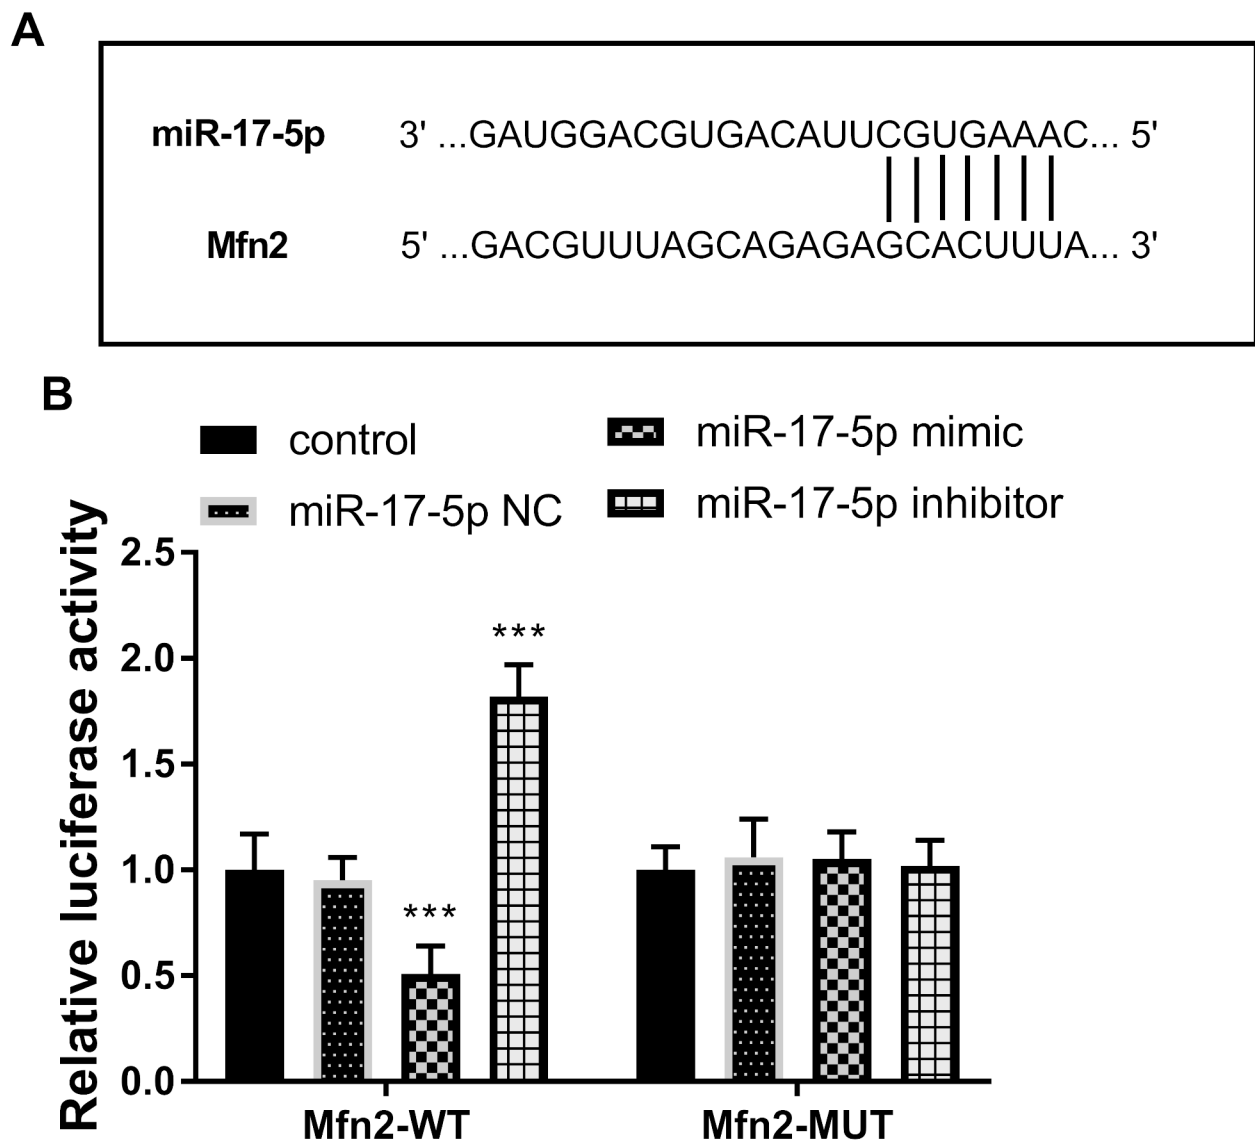 A
miR-17-5p 3' ...GAUGGACGUGACAUUCGUGAAAC... 5'
Mfn2 5' ...GACGUUUAGCAGAGAGCACUUUA... 3'
B
control miR-17-5p mimic
miR-17-5p NC miR-17-5p inhibitor
Relative luciferase activity
2.5
2.0
1.5
1.0
0.5
0.0
***
***
Mfn2-WT Mfn2-MUT